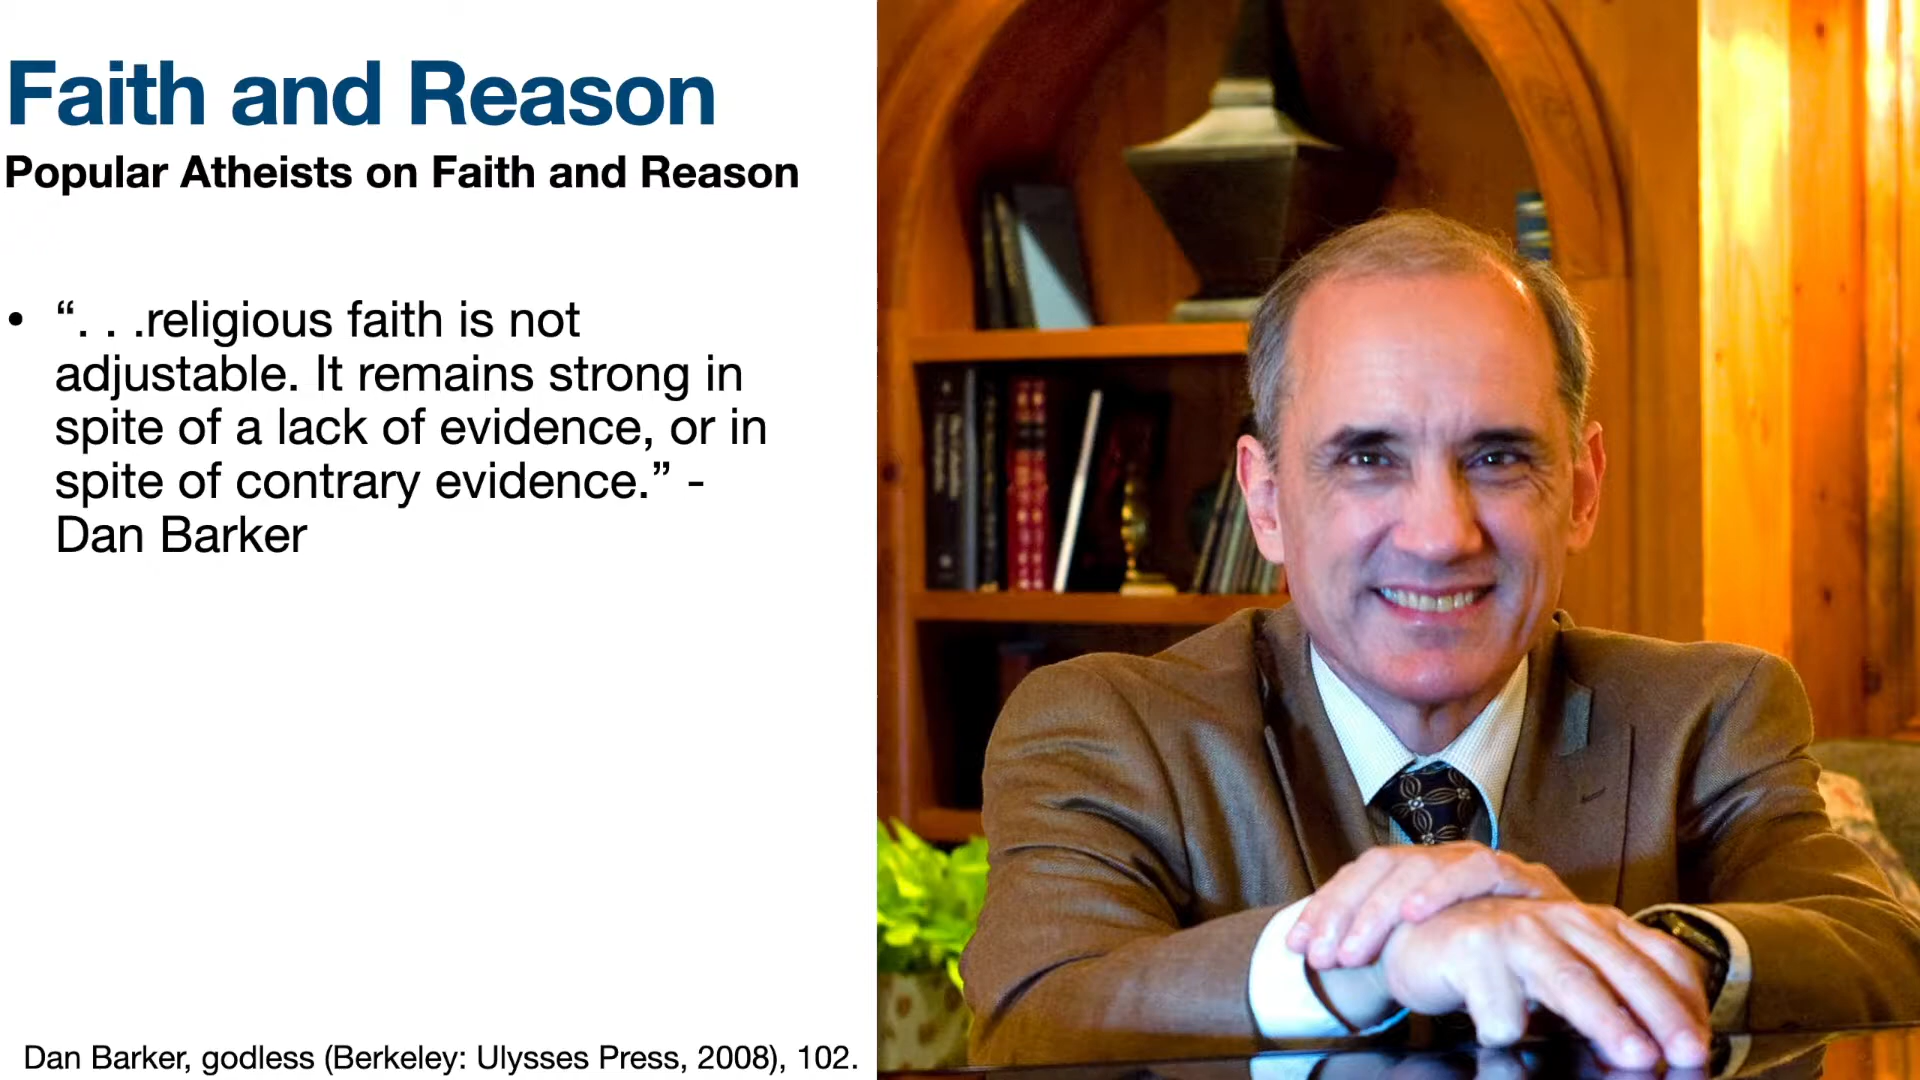 Faith and Reason
Popular Atheists on Faith and Reason
• “. . .religious faith is not
adjustable. It remains strong in
spite of a lack of evidence, or in
spite of contrary evidence.” -
Dan Barker
Dan Barker, godless (Berkeley: Ulysses Press, 2008), 102.